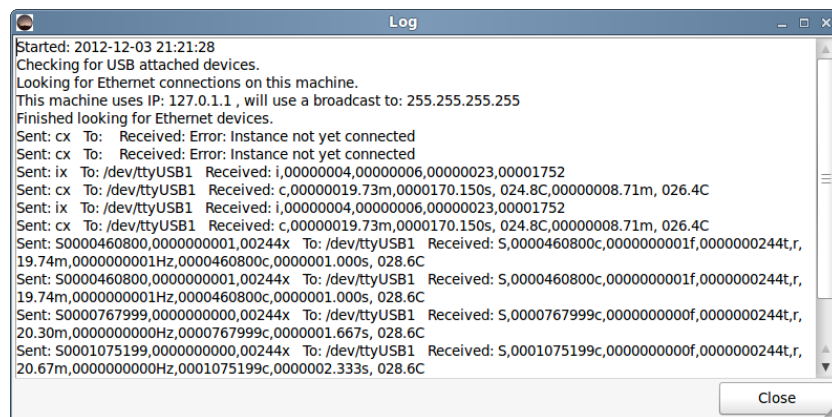 Log
Started: 2012-12-03 21:21:28
Checking for USB attached devices.
Looking for Ethernet connections on this machine.
This machine uses IP: 127.0.1.1 , will use a broadcast to: 255.255.255.255
Finished looking for Ethernet devices.
Sent: cx   To:    Received: Error: Instance not yet connected
Sent: cx   To:    Received: Error: Instance not yet connected
Sent: ix   To: /dev/ttyUSB1   Received: i,00000004,00000006,00000023,00001752
Sent: cx   To: /dev/ttyUSB1   Received: c,00000019.73m,0000170.150s, 024.8C,00000008.71m, 026.4C
Sent: ix   To: /dev/ttyUSB1   Received: i,00000004,00000006,00000023,00001752
Sent: cx   To: /dev/ttyUSB1   Received: c,00000019.73m,0000170.150s, 024.8C,00000008.71m, 026.4C
Sent: S0000460800,0000000001,00244x   To: /dev/ttyUSB1   Received: S,0000460800c,0000000001f,0000000244t,r,
19.74m,0000000001Hz,0000460800c,0000001.000s, 028.6C
Sent: S0000460800,0000000001,00244x   To: /dev/ttyUSB1   Received: S,0000460800c,0000000001f,0000000244t,r,
19.74m,0000000001Hz,0000460800c,0000001.000s, 028.6C
Sent: S0000767999,0000000000,00244x   To: /dev/ttyUSB1   Received: S,0000767999c,0000000000f,0000000244t,r,
20.30m,0000000000Hz,0000767999c,0000001.667s, 028.6C
Sent: S0001075199,0000000000,00244x   To: /dev/ttyUSB1   Received: S,0001075199c,0000000000f,0000000244t,r,
20.67m,0000000000Hz,0001075199c,0000002.333s, 028.6C
Close